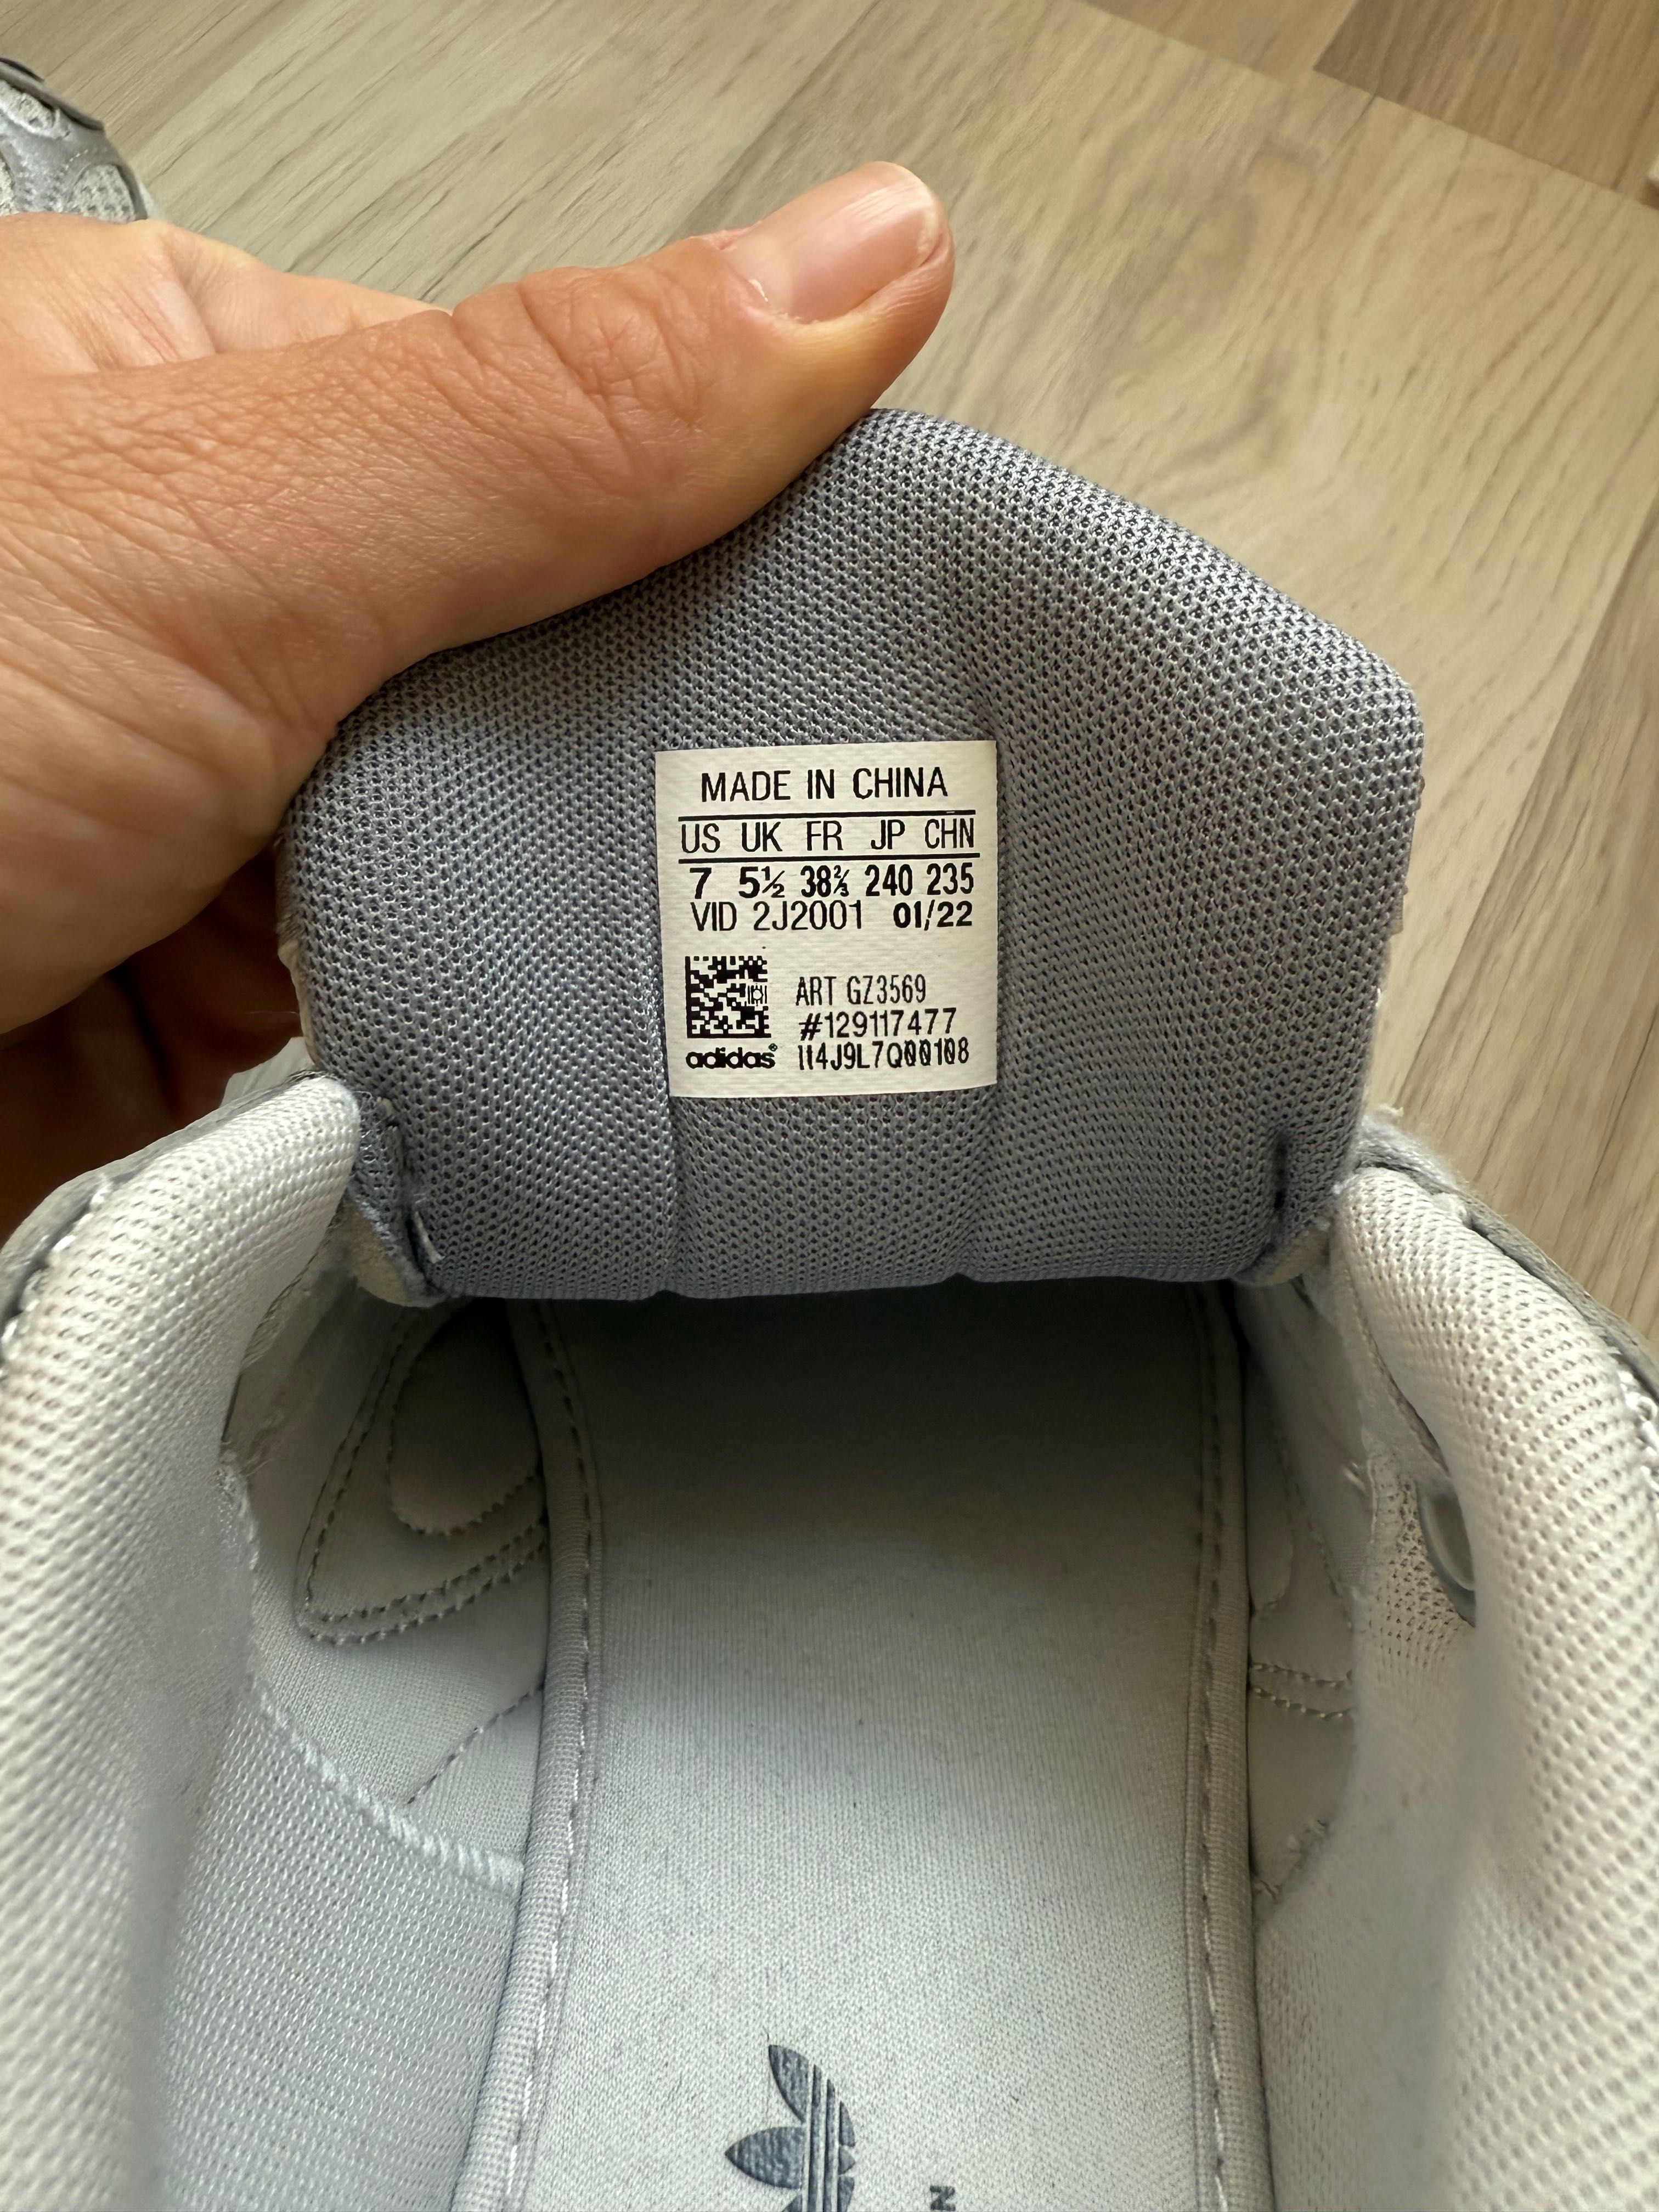 MADE IN CHINA
US UK FR JP CHN
7 5½ 38⅔ 240 235
VID 2J2001 01/22
ART GZ3569
#129117477
adidas® 1I4J9L7Q00108
N